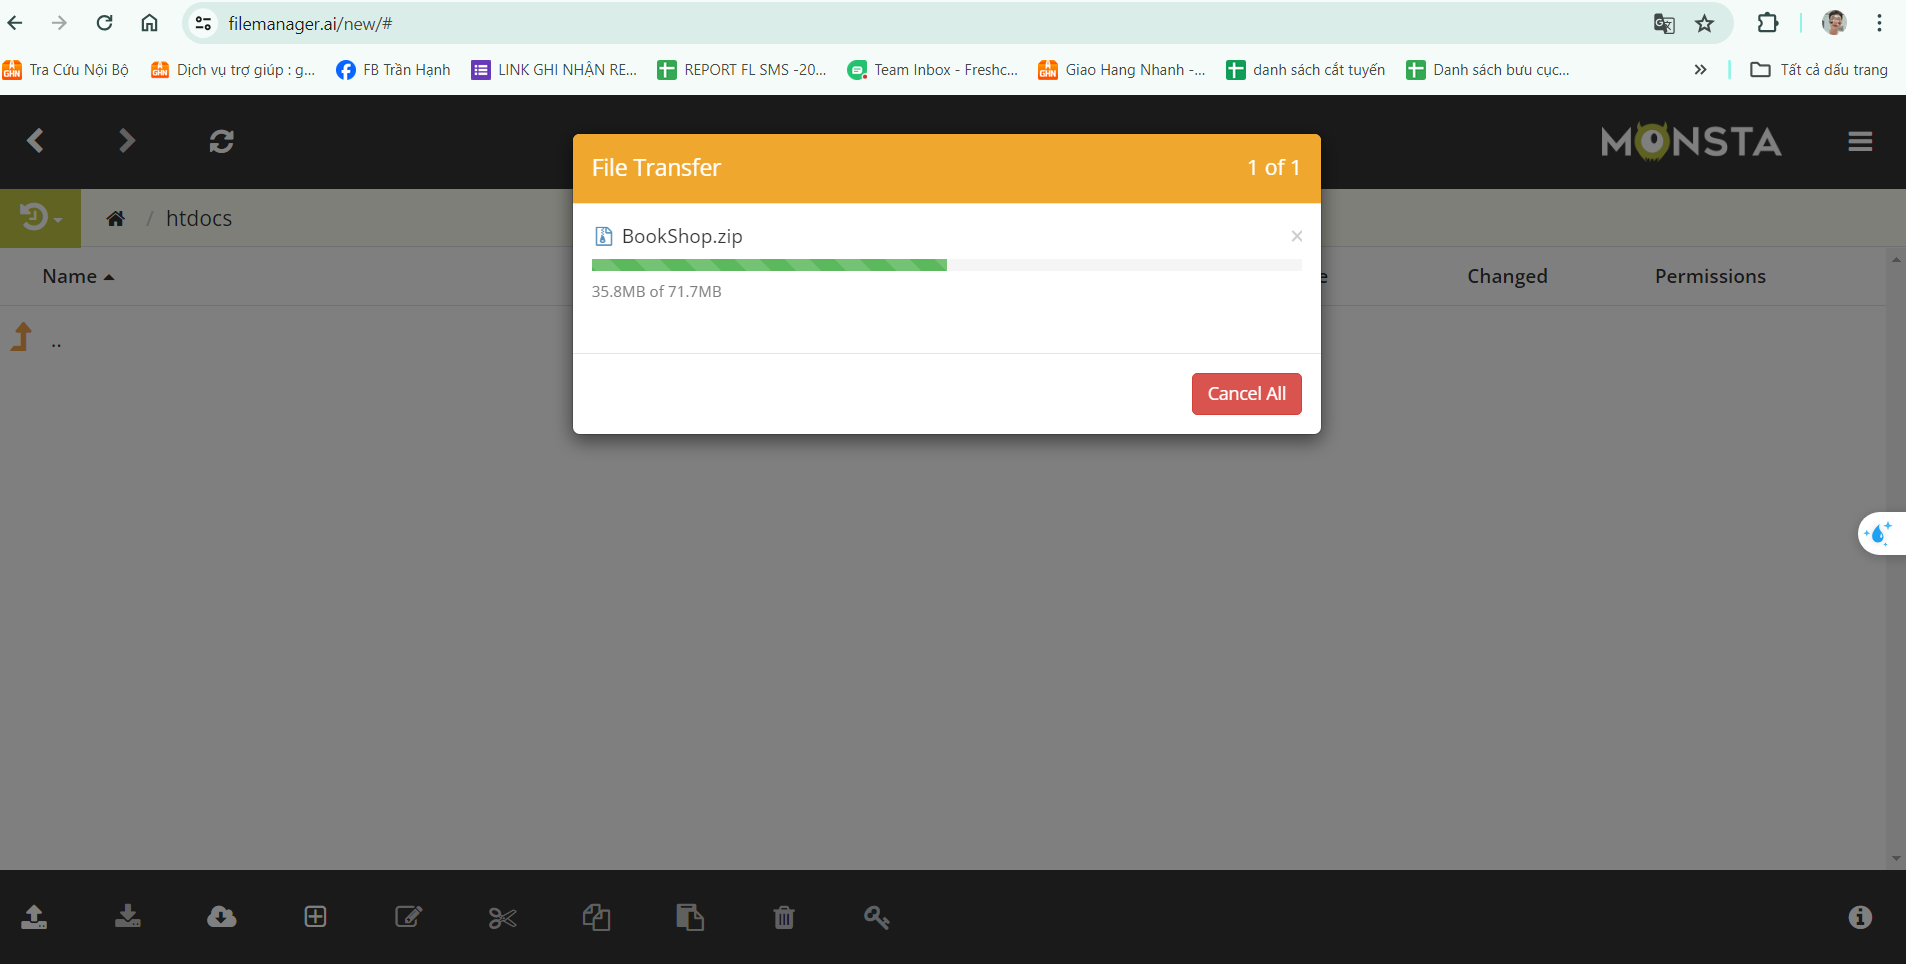 filemanager.ai/new/#
Tra Cứu Nội Bộ
Dịch vụ trợ giúp : g...
FB Trần Hạnh
LINK GHI NHẬN RE...
REPORT FL SMS -20...
Team Inbox - Freshc...
Giao Hang Nhanh -...
danh sách cắt tuyến
Danh sách bưu cục...
Tất cả dấu trang
MONSTA
File Transfer
1 of 1
/ htdocs
BookShop.zip
Name
e
Changed
Permissions
35.8MB of 71.7MB
..
Cancel All